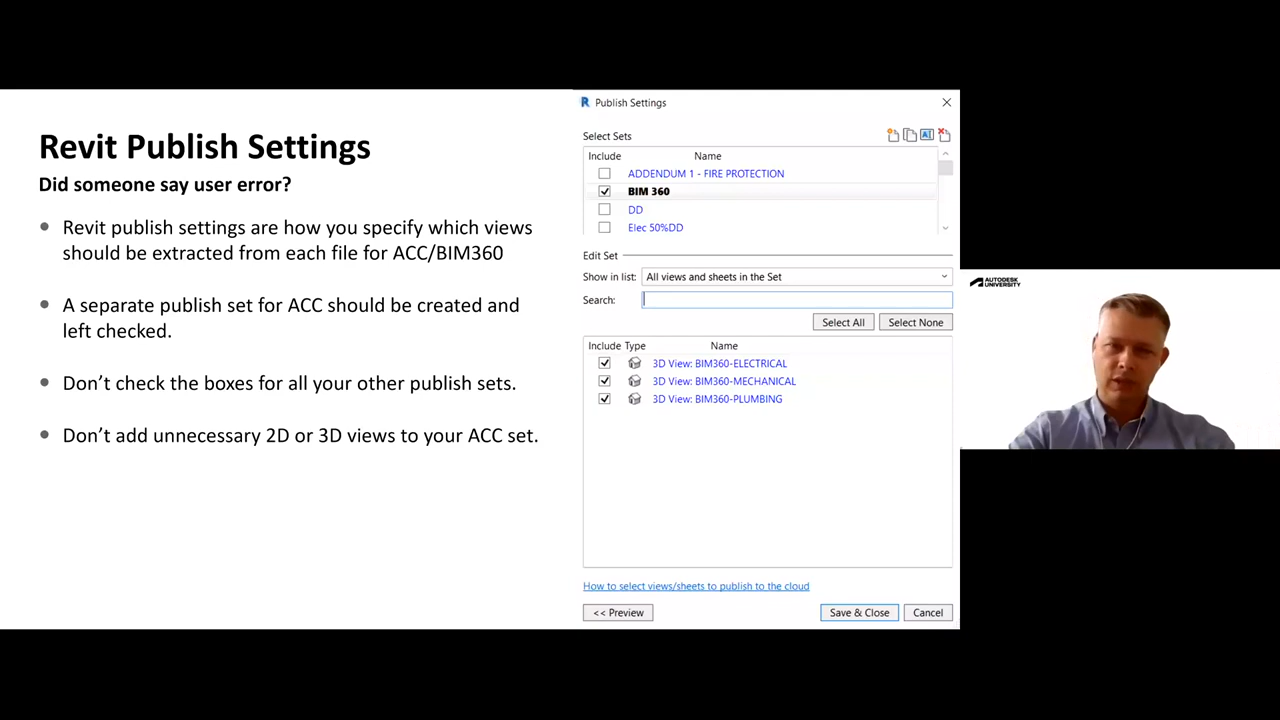 Revit Publish Settings
Did someone say user error?
Revit publish settings are how you specify which views
should be extracted from each file for ACC/BIM360
A separate publish set for ACC should be created and
left checked.
Don’t check the boxes for all your other publish sets.
Don’t add unnecessary 2D or 3D views to your ACC set.
R Publish Settings
Select Sets
Include Name
ADDENDUM 1 - FIRE PROTECTION
BIM 360
DD
Elec 50%DD
Edit Set
Show in list: All views and sheets in the Set
Search:
Select All Select None
Include Type Name
3D View: BIM360-ELECTRICAL
3D View: BIM360-MECHANICAL
3D View: BIM360-PLUMBING
How to select views/sheets to publish to the cloud
<< Preview Save & Close Cancel
AUTODESK
UNIVERSITY